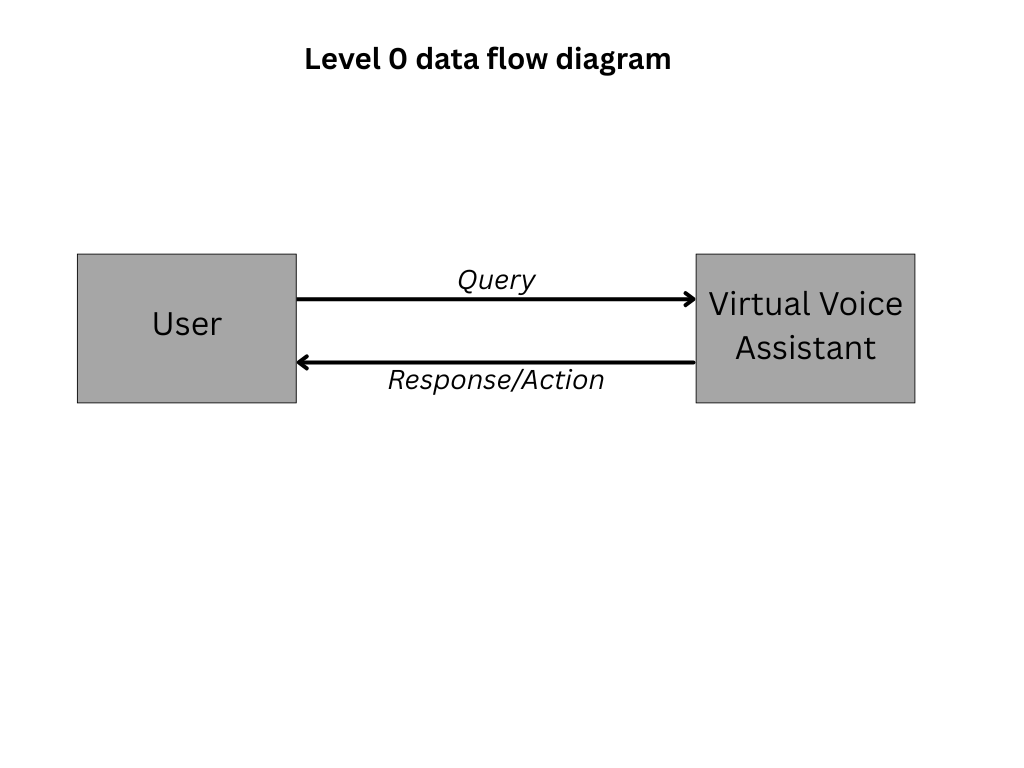 Level 0 data flow diagram
User
Query
Response/Action
Virtual Voice
Assistant